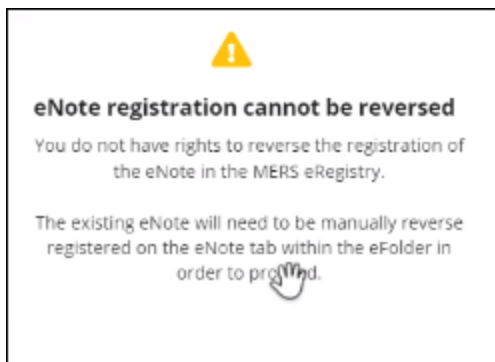 eNote registration cannot be reversed
You do not have rights to reverse the registration of
the eNote in the MERS eRegistry.
The existing eNote will need to be manually reverse
registered on the eNote tab within the eFolder in
order to